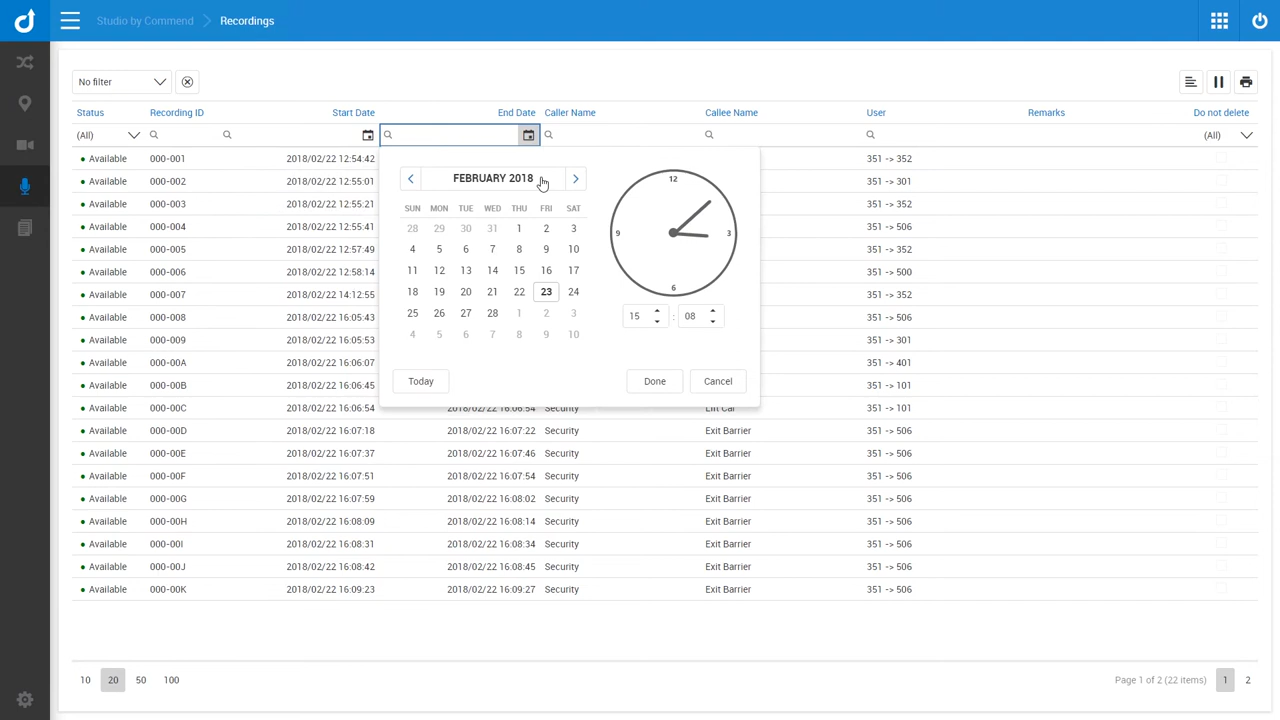 Studio by Commend Recordings
No filter
Status Recording ID Start Date End Date Caller Name Callee Name User Remarks Do not delete
(All) (All)
Available 000-001 2018/02/22 12:54:42 351 -> 352
Available 000-002 2018/02/22 12:55:01 351 -> 301
Available 000-003 2018/02/22 12:55:21 351 -> 352
Available 000-004 2018/02/22 12:55:41 351 -> 506
Available 000-005 2018/02/22 12:57:49 351 -> 352
Available 000-006 2018/02/22 12:58:14 351 -> 500
Available 000-007 2018/02/22 14:12:55 351 -> 352
Available 000-008 2018/02/22 16:05:43 351 -> 506
Available 000-009 2018/02/22 16:05:53 351 -> 301
Available 000-00A 2018/02/22 16:06:07 351 -> 401
Available 000-00B 2018/02/22 16:06:45 351 -> 101
Available 000-00C 2018/02/22 16:06:54 2018/02/22 16:06:54 Security Lift Car 351 -> 101
Available 000-00D 2018/02/22 16:07:18 2018/02/22 16:07:22 Security Exit Barrier 351 -> 506
Available 000-00E 2018/02/22 16:07:37 2018/02/22 16:07:46 Security Exit Barrier 351 -> 506
Available 000-00F 2018/02/22 16:07:51 2018/02/22 16:07:54 Security Exit Barrier 351 -> 506
Available 000-00G 2018/02/22 16:07:59 2018/02/22 16:08:02 Security Exit Barrier 351 -> 506
Available 000-00H 2018/02/22 16:08:09 2018/02/22 16:08:14 Security Exit Barrier 351 -> 506
Available 000-00I 2018/02/22 16:08:31 2018/02/22 16:08:34 Security Exit Barrier 351 -> 506
Available 000-00J 2018/02/22 16:08:42 2018/02/22 16:08:45 Security Exit Barrier 351 -> 506
Available 000-00K 2018/02/22 16:09:23 2018/02/22 16:09:27 Security Exit Barrier 351 -> 506
FEBRUARY 2018
SUN MON TUE WED THU FRI SAT
28 29 30 31 1 2 3
4 5 6 7 8 9 10
11 12 13 14 15 16 17
18 19 20 21 22 23 24
25 26 27 28 1 2 3
4 5 6 7 8 9 10
12
9 3
6
15 : 08
Today Done Cancel
10 20 50 100 Page 1 of 2 (22 items) 1 2